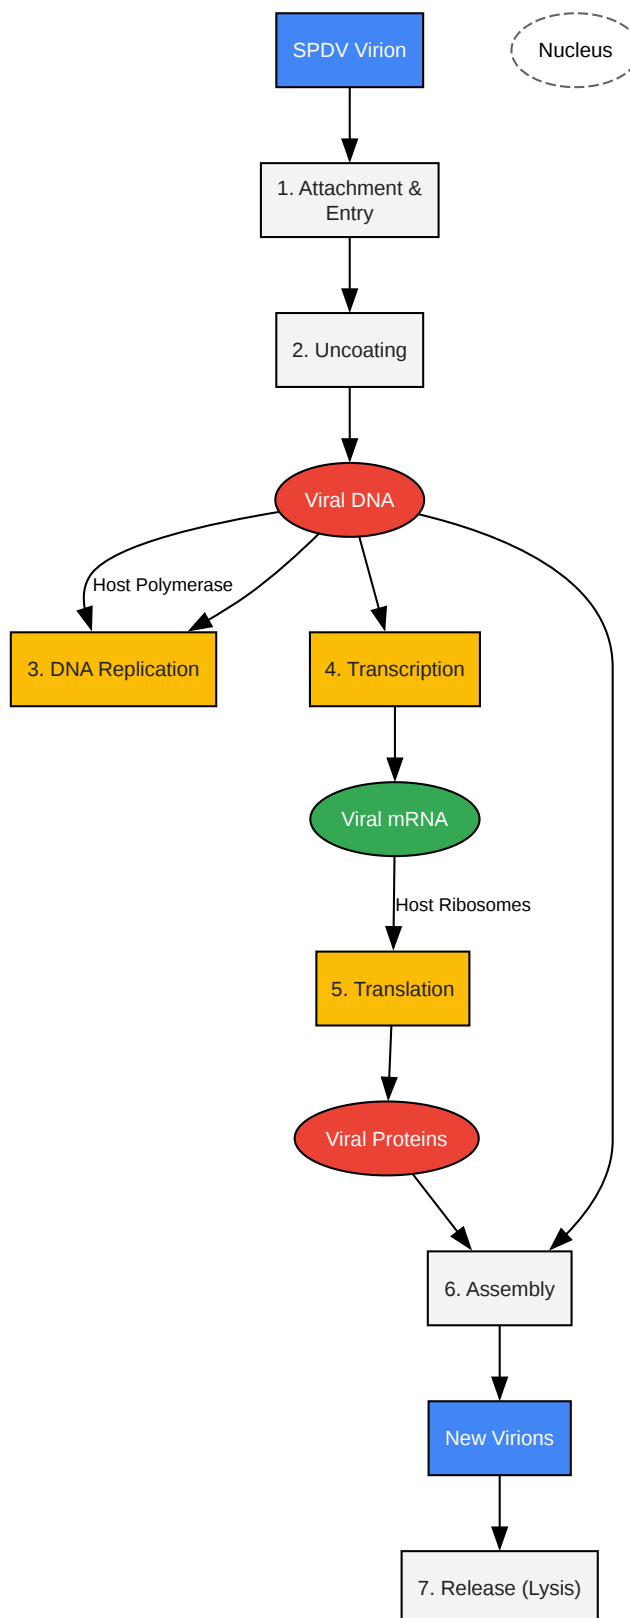 SPDV Virion
Nucleus
1. Attachment &
Entry
2. Uncoating
Viral DNA
Host Polymerase
3. DNA Replication
4. Transcription
Viral mRNA
Host Ribosomes
5. Translation
Viral Proteins
6. Assembly
New Virions
7. Release (Lysis)